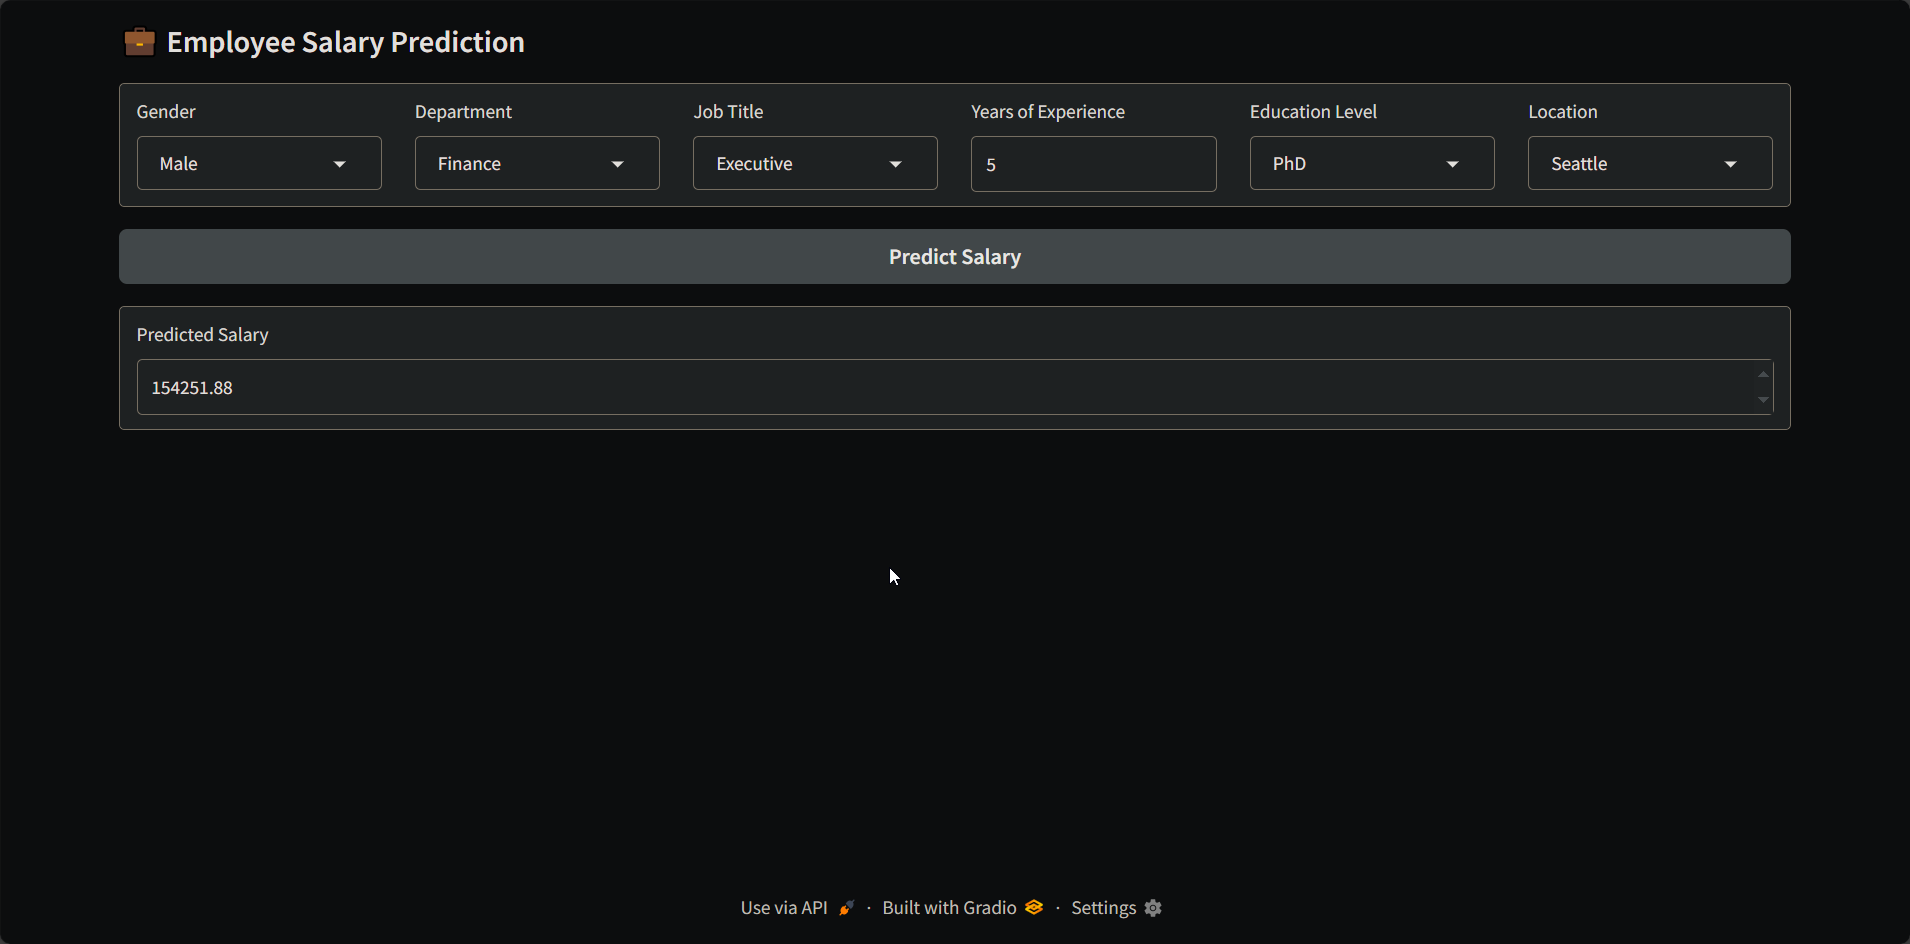 Employee Salary Prediction
Gender Department Job Title Years of Experience Education Level Location
Male Finance Executive 5 PhD Seattle
Predict Salary
Predicted Salary
154251.88
Use via API · Built with Gradio · Settings